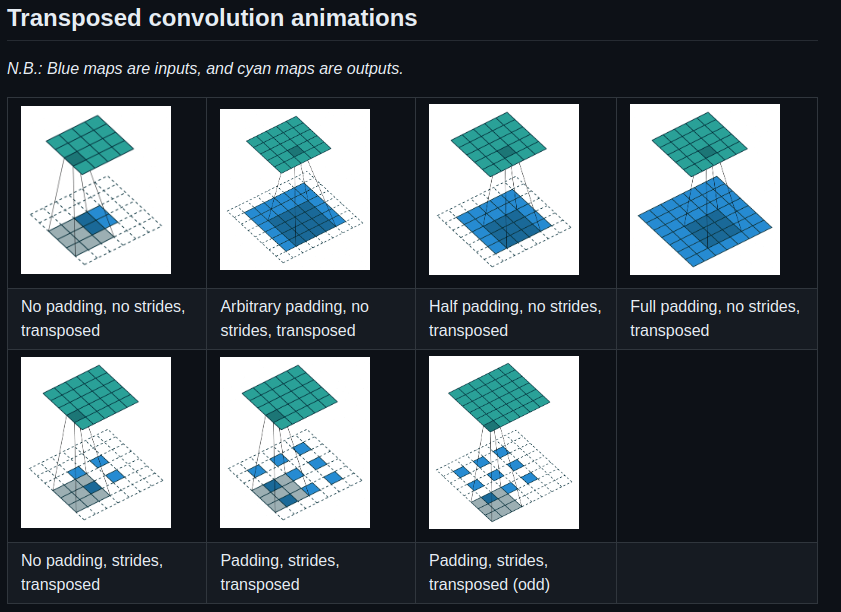 Transposed convolution animations
N.B.: Blue maps are inputs, and cyan maps are outputs.
No padding, no strides,
transposed
Arbitrary padding, no
strides, transposed
Half padding, no strides,
transposed
Full padding, no strides,
transposed
No padding, strides,
transposed
Padding, strides,
transposed
Padding, strides,
transposed (odd)